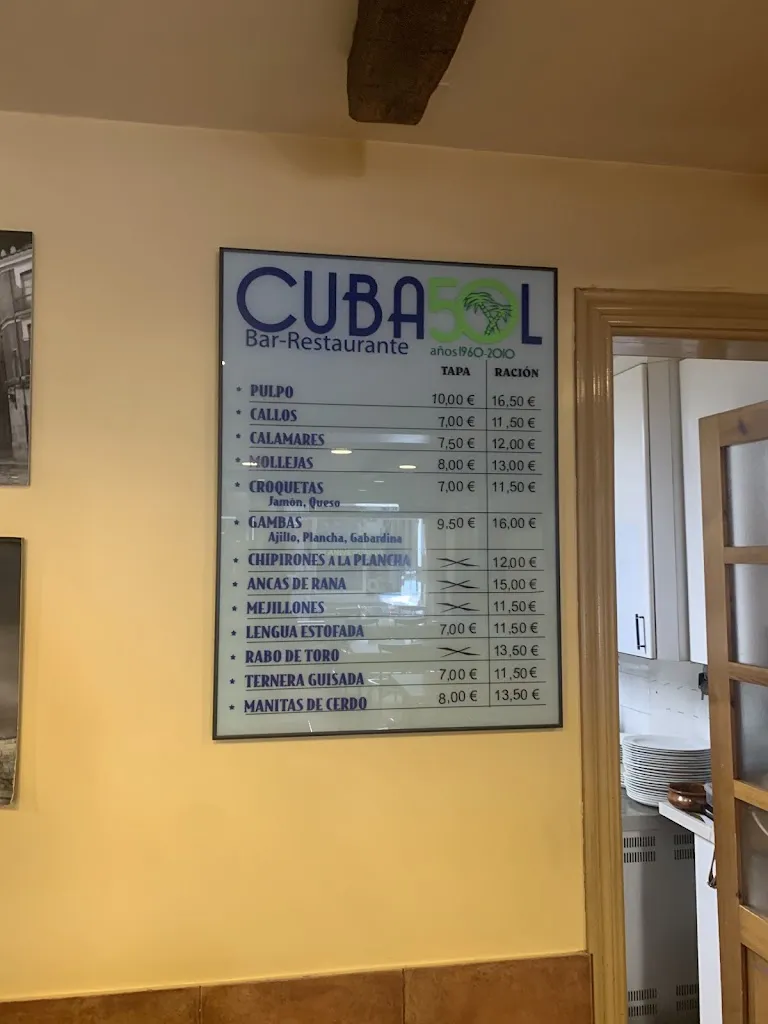 CUBASOL
Bar-Restaurante
años 1960-2010
TAPA RACIÓN
* PULPO 10,00 € 16,50 €
* CALLOS 7,00 € 11,50 €
* CALAMARES 7,50 € 12,00 €
* MOLLEJAS 8,00 € 13,00 €
* CROQUETAS 7,00 € 11,50 €
Jamòn, Queso
* GAMBAS 9,50 € 16,00 €
Ajillo, Plancha, Gabardina
* CHIPIRONES A LA PLANCHA 12,00 €
* ANCAS DE RANA 15,00 €
* MEJILLONES 11,50 €
* LENGUA ESTOFADA 7,00 € 11,50 €
* RABO DE TORO 13,50 €
* TERNERA GUISADA 7,00 € 11,50 €
* MANITAS DE CERDO 8,00 € 13,50 €